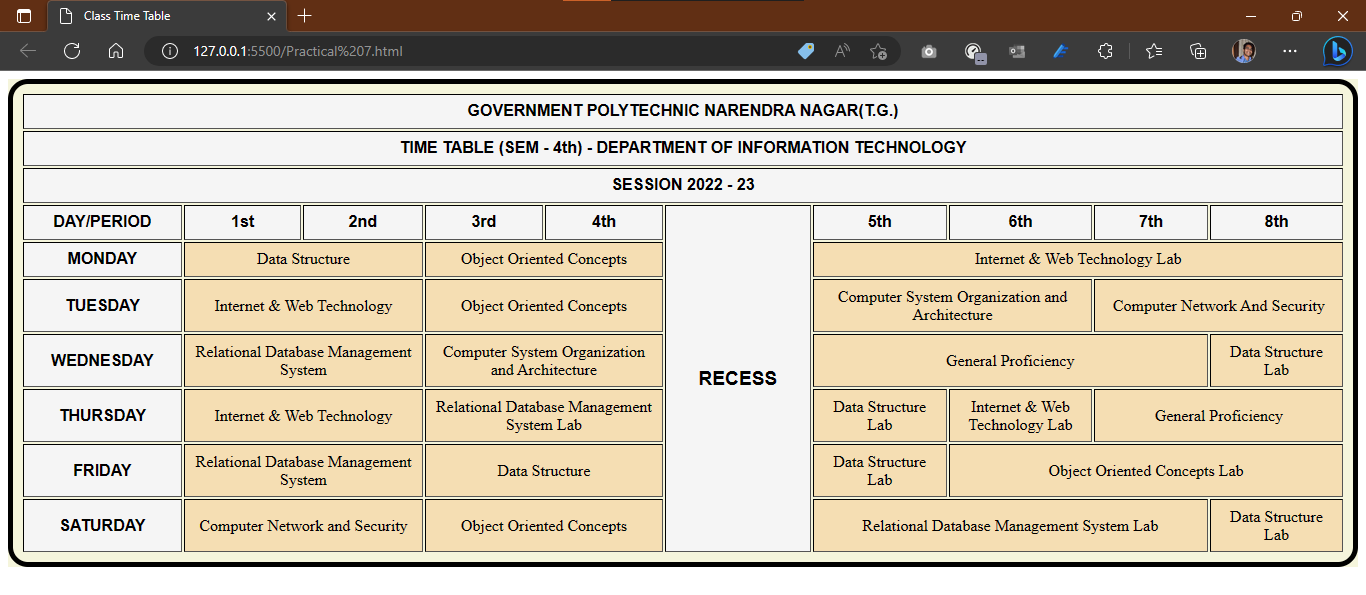 Class Time Table
127.0.0.1:5500/Practical%207.html
GOVERNMENT POLYTECHNIC NARENDRA NAGAR(T.G.)
TIME TABLE (SEM - 4th) - DEPARTMENT OF INFORMATION TECHNOLOGY
SESSION 2022 - 23
DAY/PERIOD 1st 2nd 3rd 4th RECESS 5th 6th 7th 8th
MONDAY Data Structure Object Oriented Concepts Internet & Web Technology Lab
TUESDAY Internet & Web Technology Object Oriented Concepts Computer System Organization and
Architecture Computer Network And Security
WEDNESDAY Relational Database Management
System Computer System Organization
and Architecture General Proficiency Data Structure
Lab
THURSDAY Internet & Web Technology Relational Database Management
System Lab Data Structure
Lab Internet & Web
Technology Lab General Proficiency
FRIDAY Relational Database Management
System Data Structure Data Structure
Lab Object Oriented Concepts Lab
SATURDAY Computer Network and Security Object Oriented Concepts Relational Database Management System Lab Data Structure
Lab